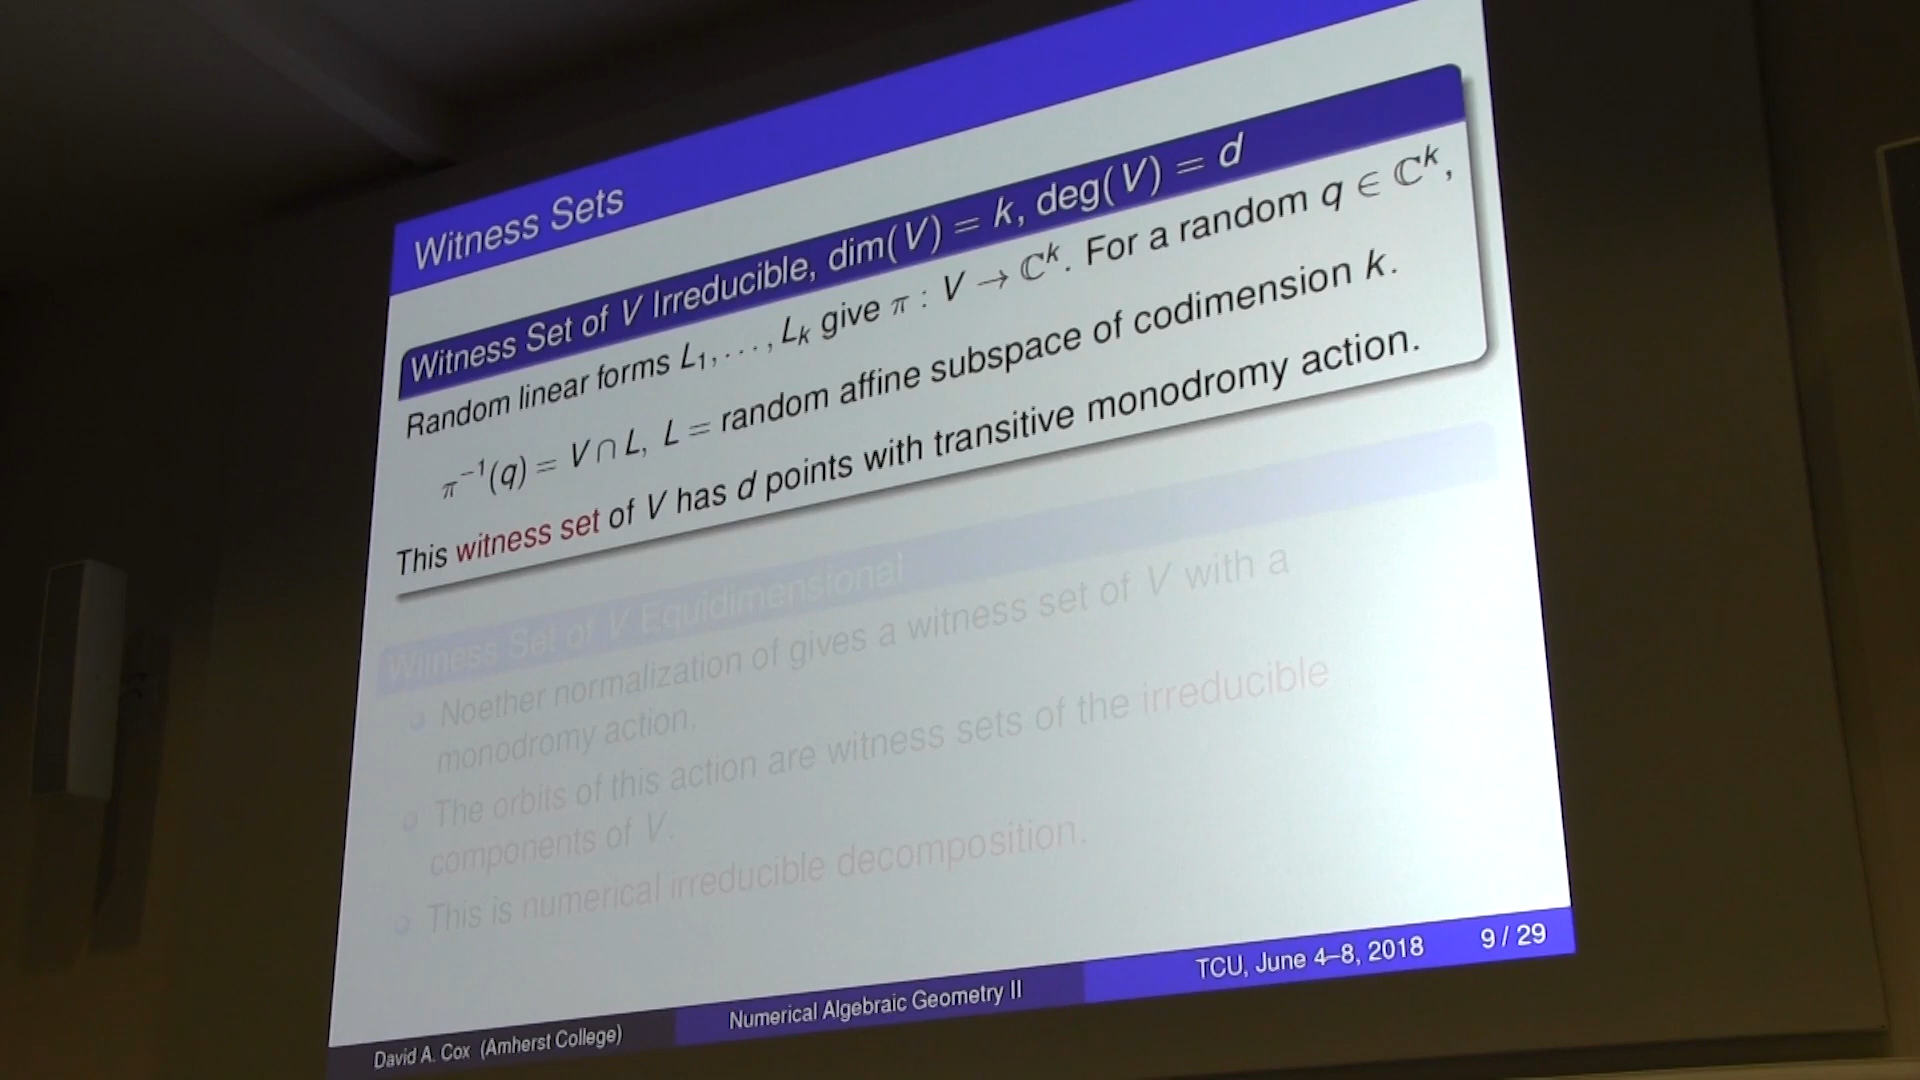 Witness Sets
Witness Set of V Irreducible, dim(V) = k, deg(V) = d
Random linear forms L₁, . . . , Lₖ give π : V → ℂᵏ. For a random q ∈ ℂᵏ,
π⁻¹(q) = V ∩ L, L = random affine subspace of codimension k.
This witness set of V has d points with transitive monodromy action.
Witness Set of V Equidimensional
Noether normalization of gives a witness set of V with a
monodromy action.
The orbits of this action are witness sets of the irreducible
components of V.
This is numerical irreducible decomposition.
David A. Cox (Amherst College)
Numerical Algebraic Geometry II
TCU, June 4–8, 2018
9 / 29